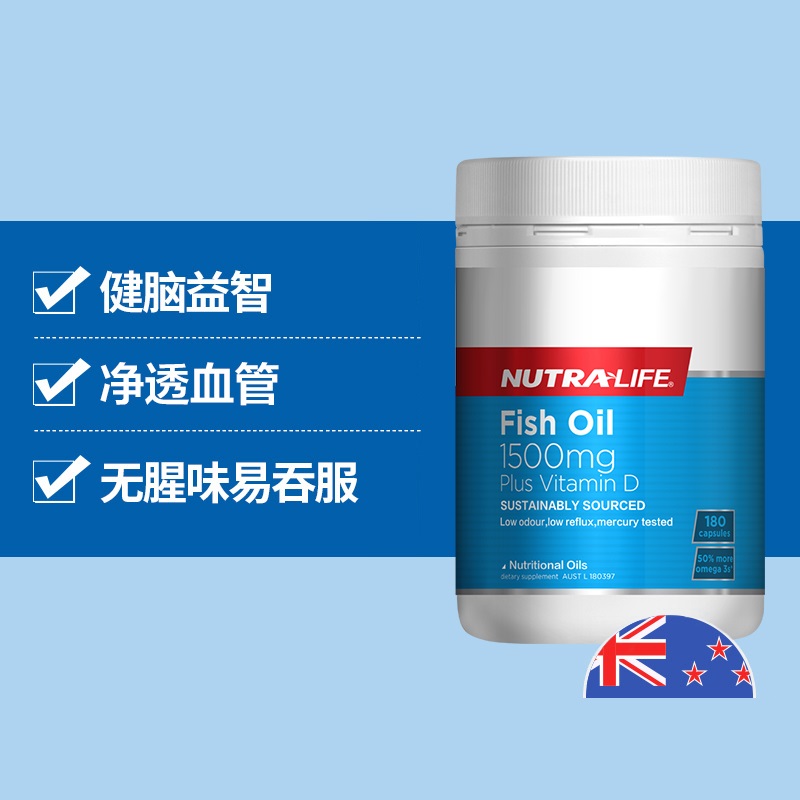 健脑益智
净透血管
无腥味易吞服
NUTRA-LIFE®
Fish Oil
1500mg
Plus Vitamin D
SUSTAINABLY SOURCED
Low odour,low reflux,mercury tested
180
capsules
50% more
omega 3s*
Nutritional Oils
dietary supplement AUST L 180397